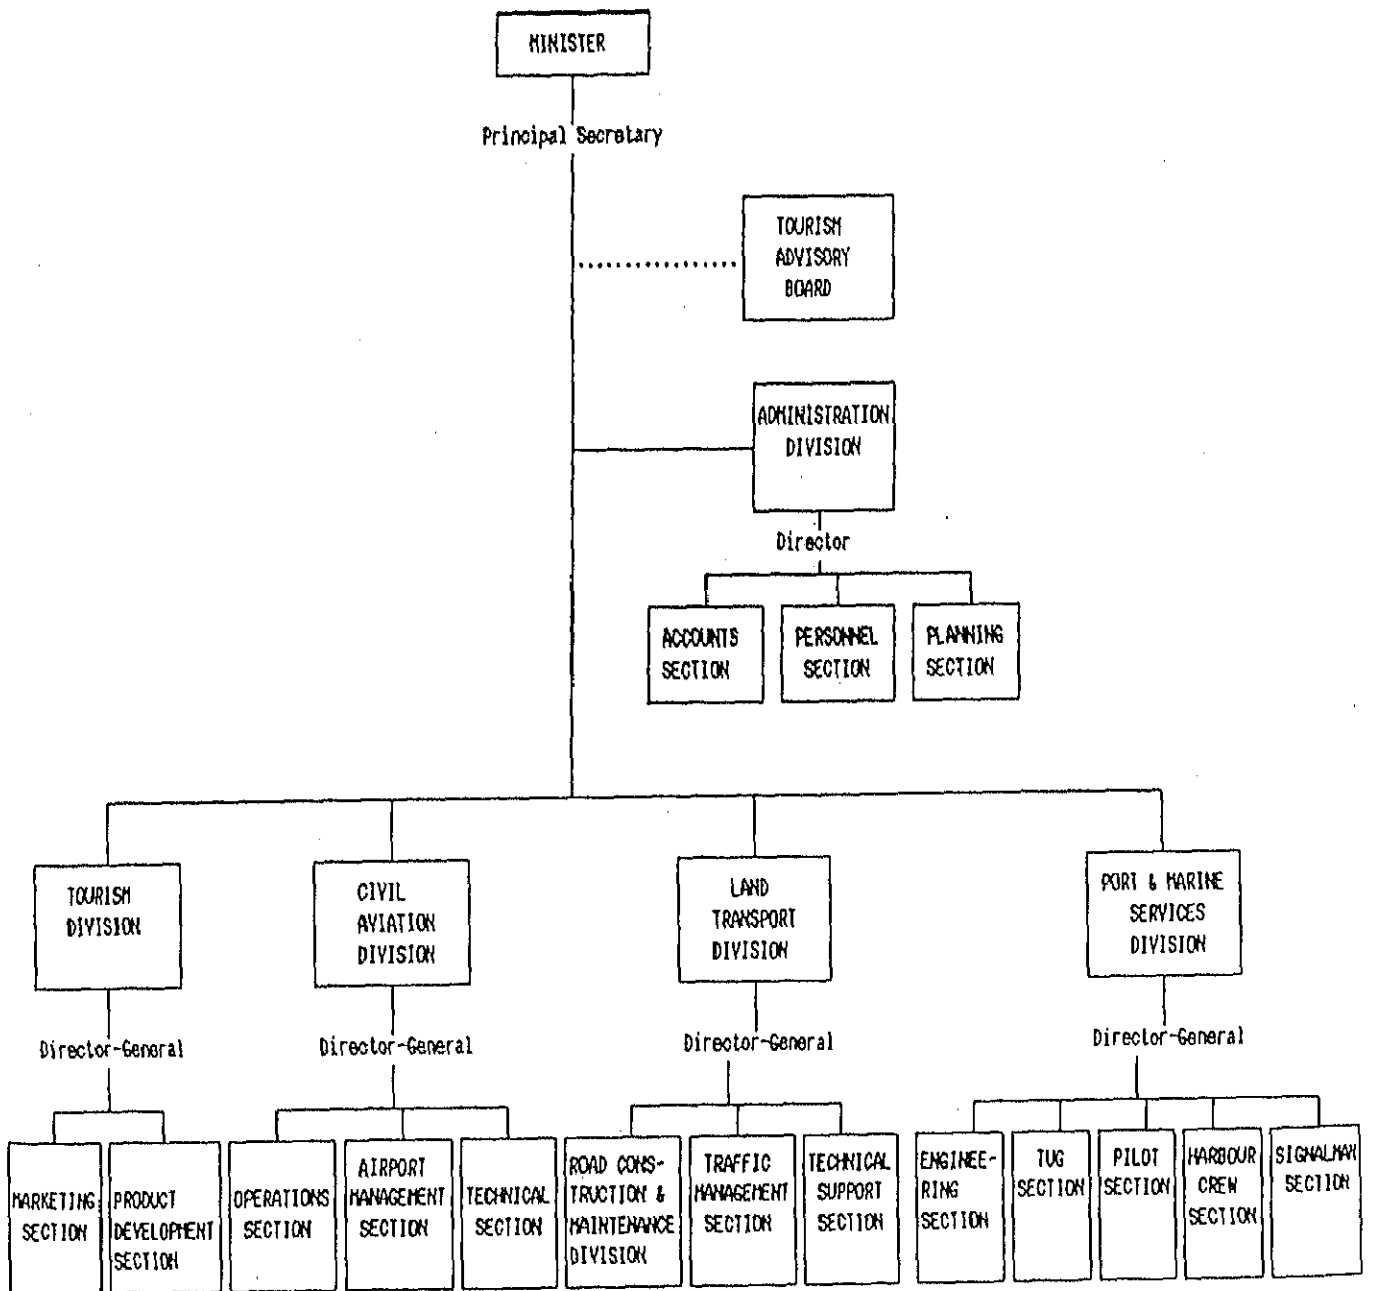 MINISTER
Principal Secretary
TOURISM
ADVISORY
BOARD
ADMINISTRATION
DIVISION
Director
ACCOUNTS
SECTION
PERSONNEL
SECTION
PLANNING
SECTION
TOURISM
DIVISION
CIVIL
AVIATION
DIVISION
LAND
TRANSPORT
DIVISION
PORT & MARINE
SERVICES
DIVISION
Director-General
Director-General
Director-General
Director-General
MARKETING
SECTION
PRODUCT
DEVELOPMENT
SECTION
OPERATIONS
SECTION
AIRPORT
MANAGEMENT
SECTION
TECHNICAL
SECTION
ROAD CONS-
TRUCTION &
MAINTENANCE
DIVISION
TRAFFIC
MANAGEMENT
SECTION
TECHNICAL
SUPPORT
SECTION
ENGINEE-
RING
SECTION
TUG
SECTION
PILOT
SECTION
HARBOUR
CREW
SECTION
SIGNALMAN
SECTION